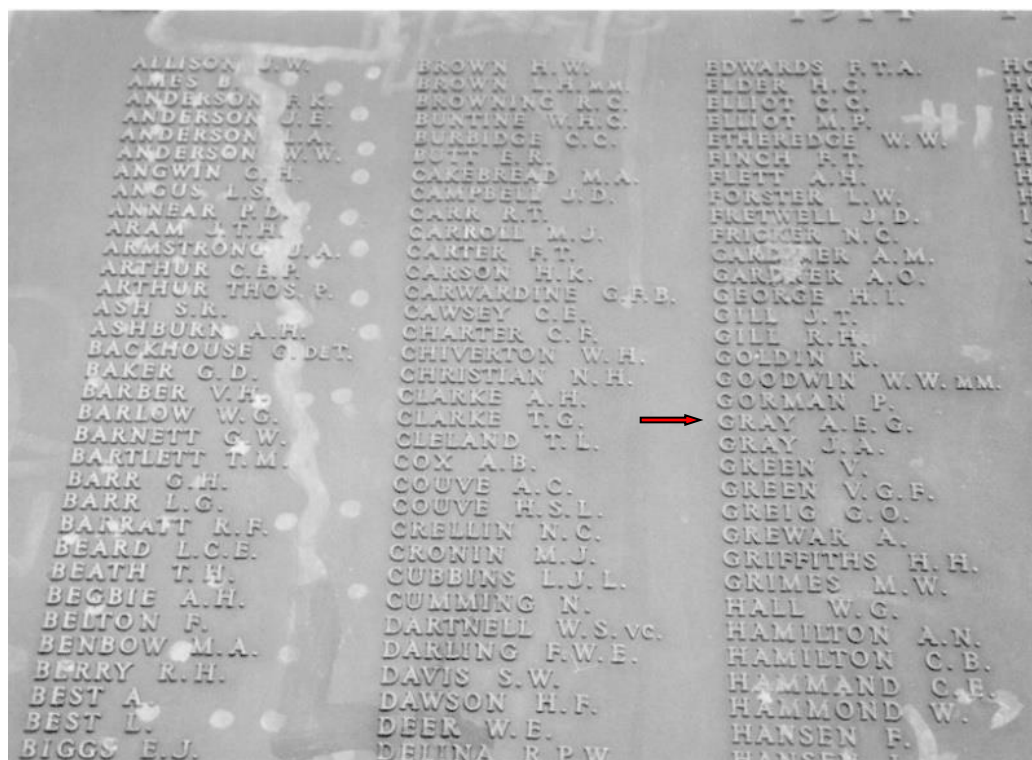 1914
ALLISON J.W.
AMES B.
ANDERSON F.K.
ANDERSON J.E.
ANDERSON L.A.
ANDERSON W.W.
ANGWIN C.H.
ANGUS L.S.
ANNEAR P.D.
ARAM J.T.H.
ARMSTRONG J.A.
ARTHUR C.E.P.
ARTHUR THOS. P.
ASH S.R.
ASHBURN A.H.
BACKHOUSE G. DET.
BAKER G.D.
BARBER V.H.
BARLOW W.G.
BARNETT G.W.
BARTLETT T.M.
BARR G.H.
BARR L.G.
BARRATT R.F.
BEARD L.C.E.
BEATH T.H.
BEGBIE A.H.
BELTON F.
BENBOW M.A.
BERRY R.H.
BEST A.
BEST L.
BIGGS E.J.
BROWN H.W.
BROWN L.H. MM.
BROWNING R.C.
BUNTINE W.H.C.
BURBIDGE C.C.
BUTT E.R.
CAKEBREAD M.A.
CAMPBELL J.D.
CARR R.T.
CARROLL M.J.
CARTER F.T.
CARSON H.K.
CARWARDINE G.F.B.
CAWSEY C.E.
CHARTER C.F.
CHIVERTON W.H.
CHRISTIAN N.H.
CLARKE A.H.
CLARKE T.G.
CLELAND T.L.
COX A.B.
COUVE A.C.
COUVE H.S.L.
CRELLIN N.C.
CRONIN M.J.
CUBBINS L.J.L.
CUMMING N.
DARTNELL W.S. VC.
DARLING F.W.E.
DAVIS S.W.
DAWSON H.F.
DEER W.E.
DELINA R.P.W.
EDWARDS F.T.A.
ELDER H.G.
ELLIOT C.C.
ELLIOT M.P.
ETHEREDGE W.W.
FINCH F.T.
FLETT A.H.
FORSTER L.W.
FRETWELL J.D.
FRICKER N.C.
GARDINER A.M.
GARDNER A.O.
GEORGE H.I.
GILL J.T.
GILL R.H.
GOLDIN R.
GOODWIN W.W. MM.
GORMAN P.
GRAY A.E.G.
GRAY J.A.
GREEN V.
GREEN V.G.F.
GREIG G.O.
GREWAR A.
GRIFFITHS H.H.
GRIMES M.W.
HALL W.G.
HAMILTON A.N.
HAMILTON C.B.
HAMMAND C.E.
HAMMOND W.
HANSEN F.
HANSEN